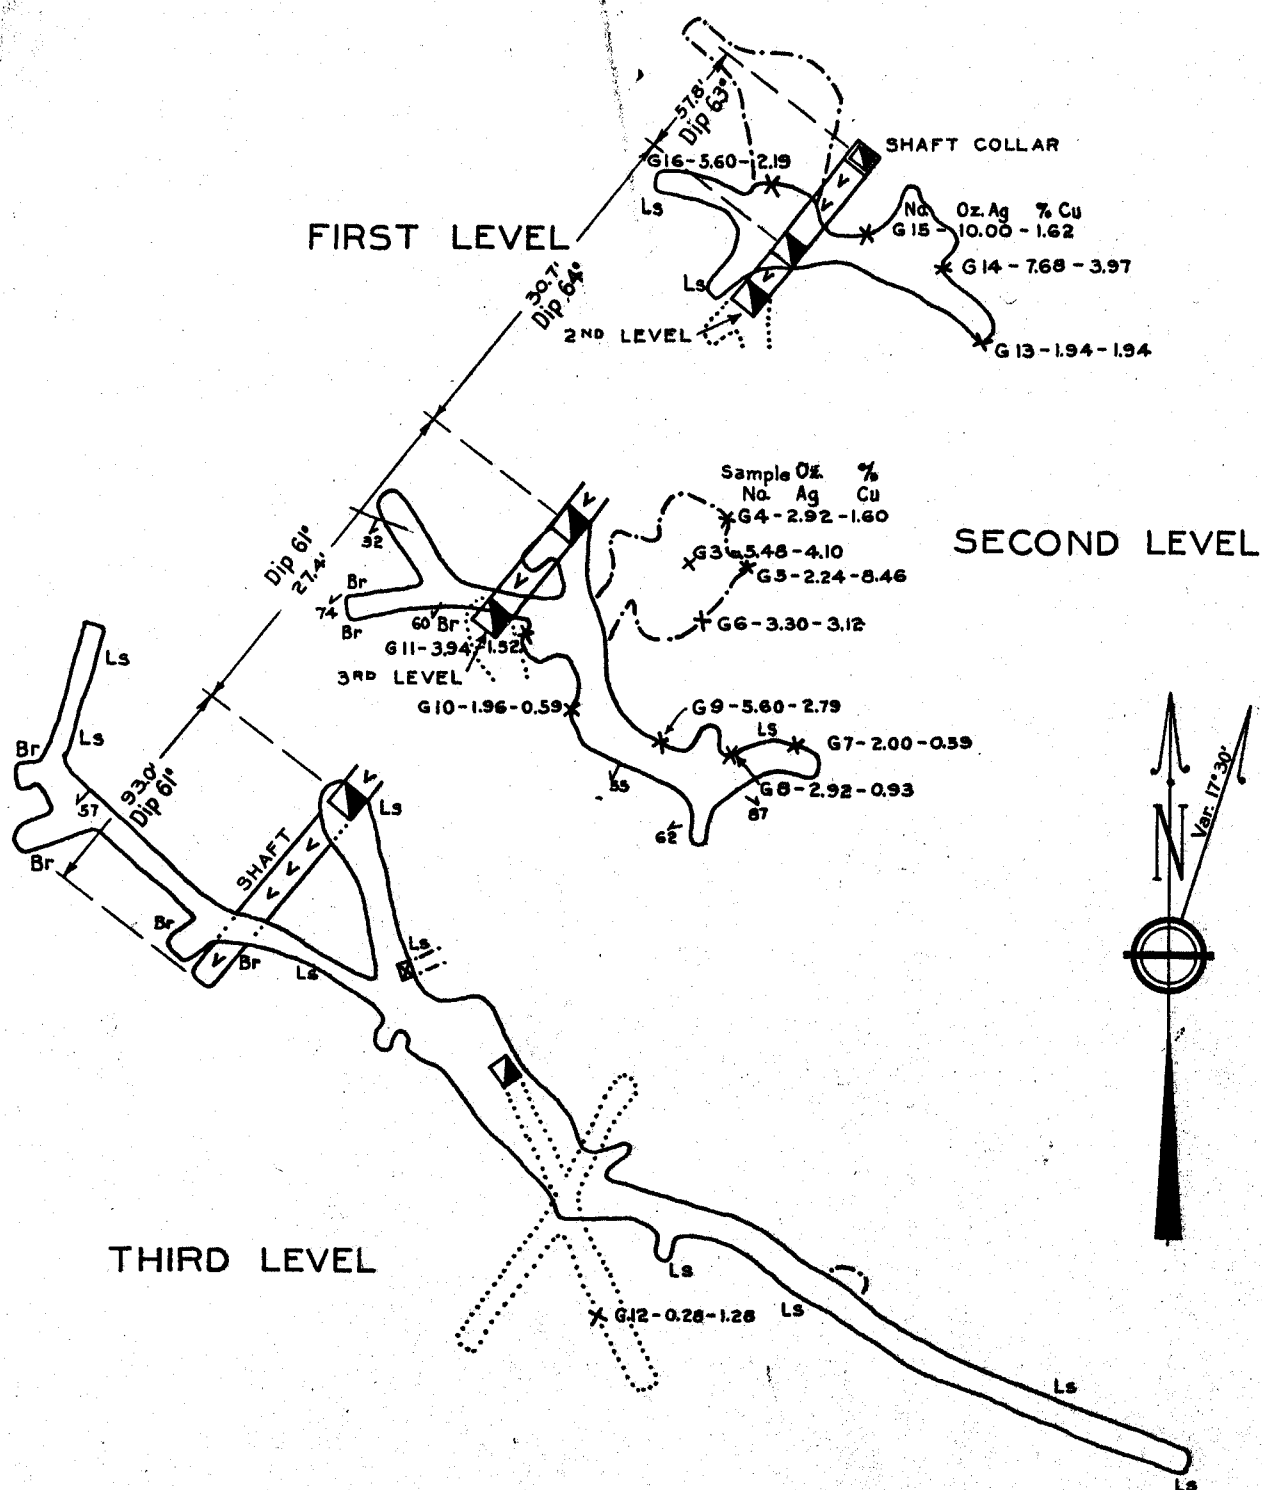 57.8'
Dip 63°
SHAFT COLLAR
G16-5.60-2.19
Ls
No. Oz. Ag % Cu
G15-10.00-1.62
FIRST LEVEL
G14-7.68-3.97
Ls
30.7'
Dip 64°
2ND LEVEL
G13-1.94-1.94
Sample Oz. %
No. Ag Cu
G4-2.92-1.60
SECOND LEVEL
32
G3-5.48-4.10
Dip 61°
27.4'
G5-2.24-8.46
Br
74
Br
60 Br
G6-3.30-3.12
G11-3.94-1.52
Ls
3RD LEVEL
G10-1.96-0.59
G9-5.60-2.79
Ls
Ls
Br
G7-2.00-0.59
55
G8-2.92-0.93
Var. 17°30'
93.0'
Dip 61°
57
Ls
87
N
62
Br
SHAFT
Br
Ls
Br
Ls
THIRD LEVEL
Ls
Ls
G12-0.28-1.28
Ls
Ls